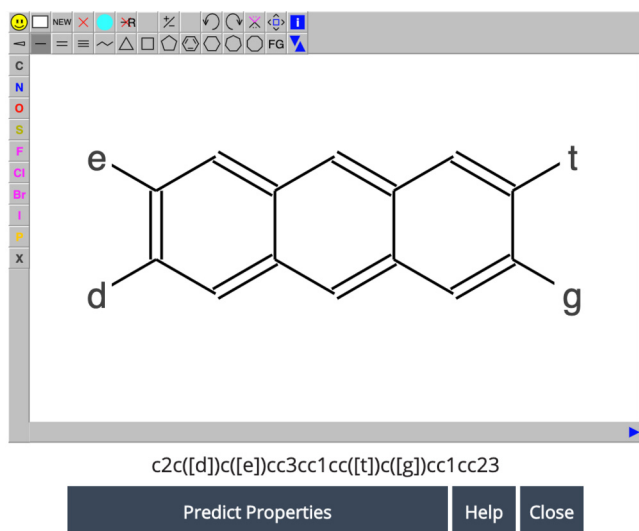 NEW R +/- i
FG
C
N
O
S
F
Cl
Br
I
P
X
e t
d g
c2c([d])c([e])cc3cc1cc([t])c([g])cc1cc23
Predict Properties Help Close